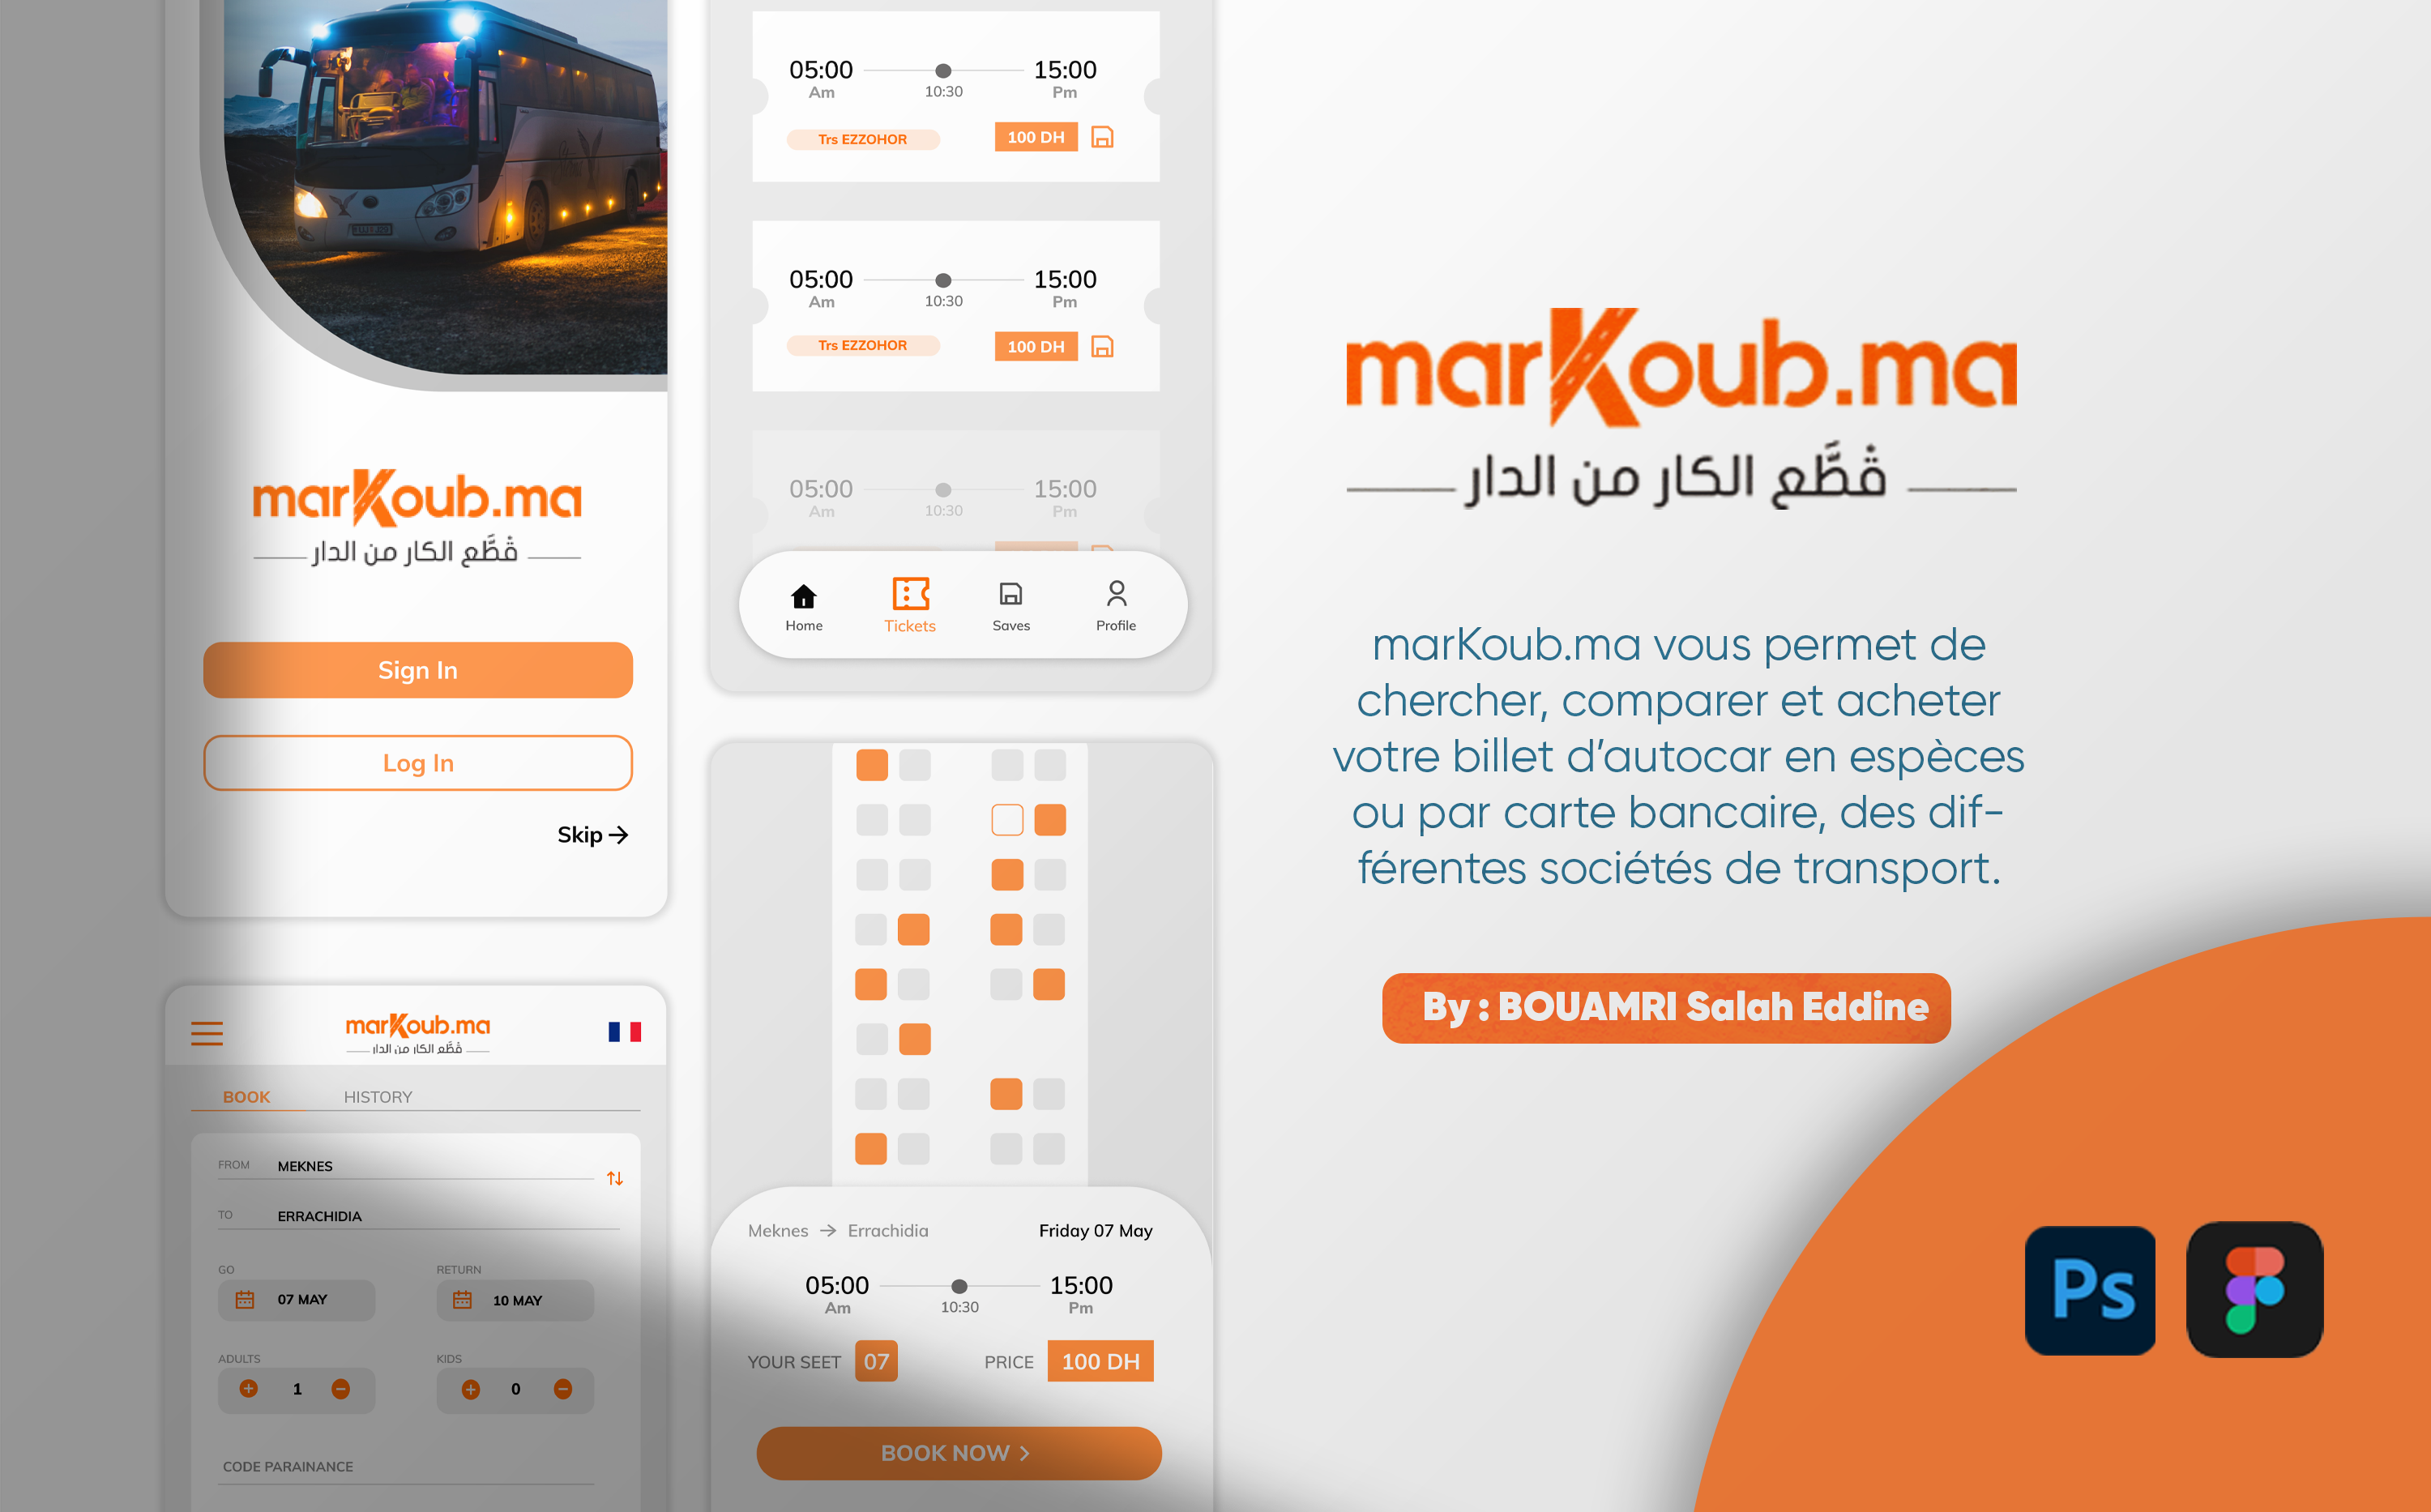 marKoub.ma
قطَّع الكار من الدار
Sign In
Log In
Skip
marKoub.ma
قطَّع الكار من الدار
BOOK HISTORY
FROM MEKNES
TO ERRACHIDIA
GO RETURN
07 MAY 10 MAY
ADULTS KIDS
1 0
CODE PARAINANCE
05:00 15:00
Am 10:30 Pm
Trs EZZOHOR 100 DH
05:00 15:00
Am 10:30 Pm
Trs EZZOHOR 100 DH
05:00 15:00
Am 10:30 Pm
Home Tickets Saves Profile
Meknes → Errachidia Friday 07 May
05:00 15:00
Am 10:30 Pm
YOUR SEET 07 PRICE 100 DH
BOOK NOW >
marKoub.ma
ڨطَّع الكار من الدار
marKoub.ma vous permet de
chercher, comparer et acheter
votre billet d’autocar en espèces
ou par carte bancaire, des dif-
férentes sociétés de transport.
By : BOUAMRI Salah Eddine
Ps